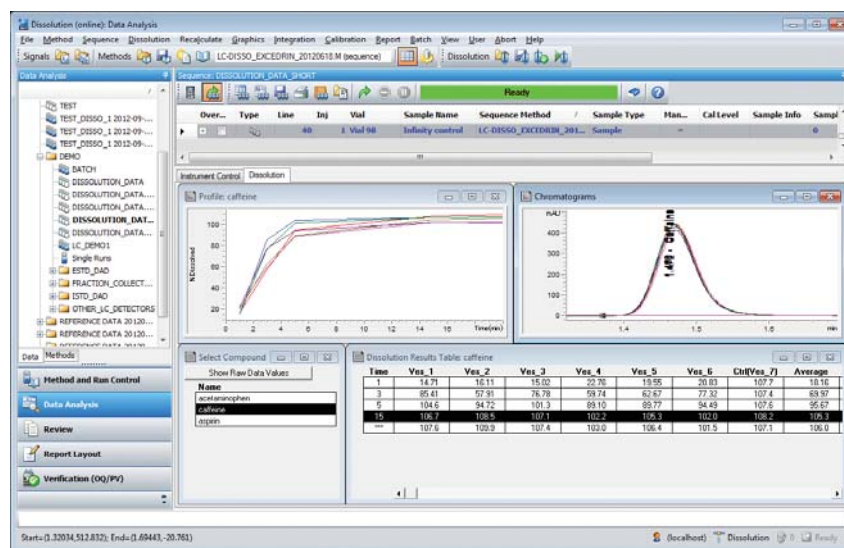 Dissolution (online): Data Analysis
File Method Sequence Dissolution Recalculate Graphics Integration Calibration Report Batch View User Abort Help
Signals Methods LC-DISSO_EXCEDRIN_20120618.M (sequence) Dissolution
Data Analysis
TEST
TEST_DISSO_1 2012-09-...
TEST_DISSO_1 2012-09-...
TEST_DISSO_1 2012-09-...
DEMO
BATCH
DISSOLUTION_DATA
DISSOLUTION_DATA....
DISSOLUTION_DATA....
DISSOLUTION_DAT...
DISSOLUTION_DATA...
LC_DEMO1
Single Runs
ESTD_DAD
FRACTION_COLLECT...
ISTD_DAD
OTHER_LC_DETECTORS
REFERENCE DATA 20120...
REFERENCE DATA 20120...
REFERENCE DATA 20120
Data Methods
Method and Run Control
Data Analysis
Review
Report Layout
Verification (OQ/PV)
Sequence: DISSOLUTION_DATA_SHORT
Ready
Over... Type Line Inj Vial Sample Name Sequence Method / Sample Type Man... Cal Level Sample Info Sampl
40 1 Vial 98 Infinity control LC-DISSO_EXCEDRIN_201... Sample - 0
Instrument Control Dissolution
Profile: caffeine
%Dissolved
100
80
60
40
20
0 2 4 6 8 10 12 14 16 Time(min)
Chromatograms
mAU
400
300
200
100
0
Caffeine
1.4 1.5 1.6 min
Select Compound
Show Raw Data Values
Name
acetaminophen
caffeine
aspirin
Dissolution Results Table: caffeine
Time Ves_1 Ves_2 Ves_3 Ves_4 Ves_5 Ves_6 Ctrl(Ves_7) Average
1 14.71 16.11 15.02 22.76 19.55 20.83 107.7 18.16
3 85.41 57.91 76.78 59.74 62.67 77.32 107.4 69.97
5 104.6 94.72 101.3 89.10 89.77 94.49 107.6 95.67
15 106.7 108.5 107.1 102.2 105.3 102.0 108.2 105.3
*** 107.6 109.9 107.4 103.0 106.4 101.5 107.1 106.0
Start=(1.32034,512.832); End=(1.69443,-20.761)
(localhost) Dissolution 0 Ready